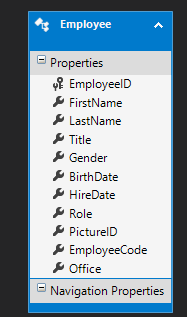 Employee
Properties
EmployeeID
FirstName
LastName
Title
Gender
BirthDate
HireDate
Role
PictureID
EmployeeCode
Office
Navigation Properties